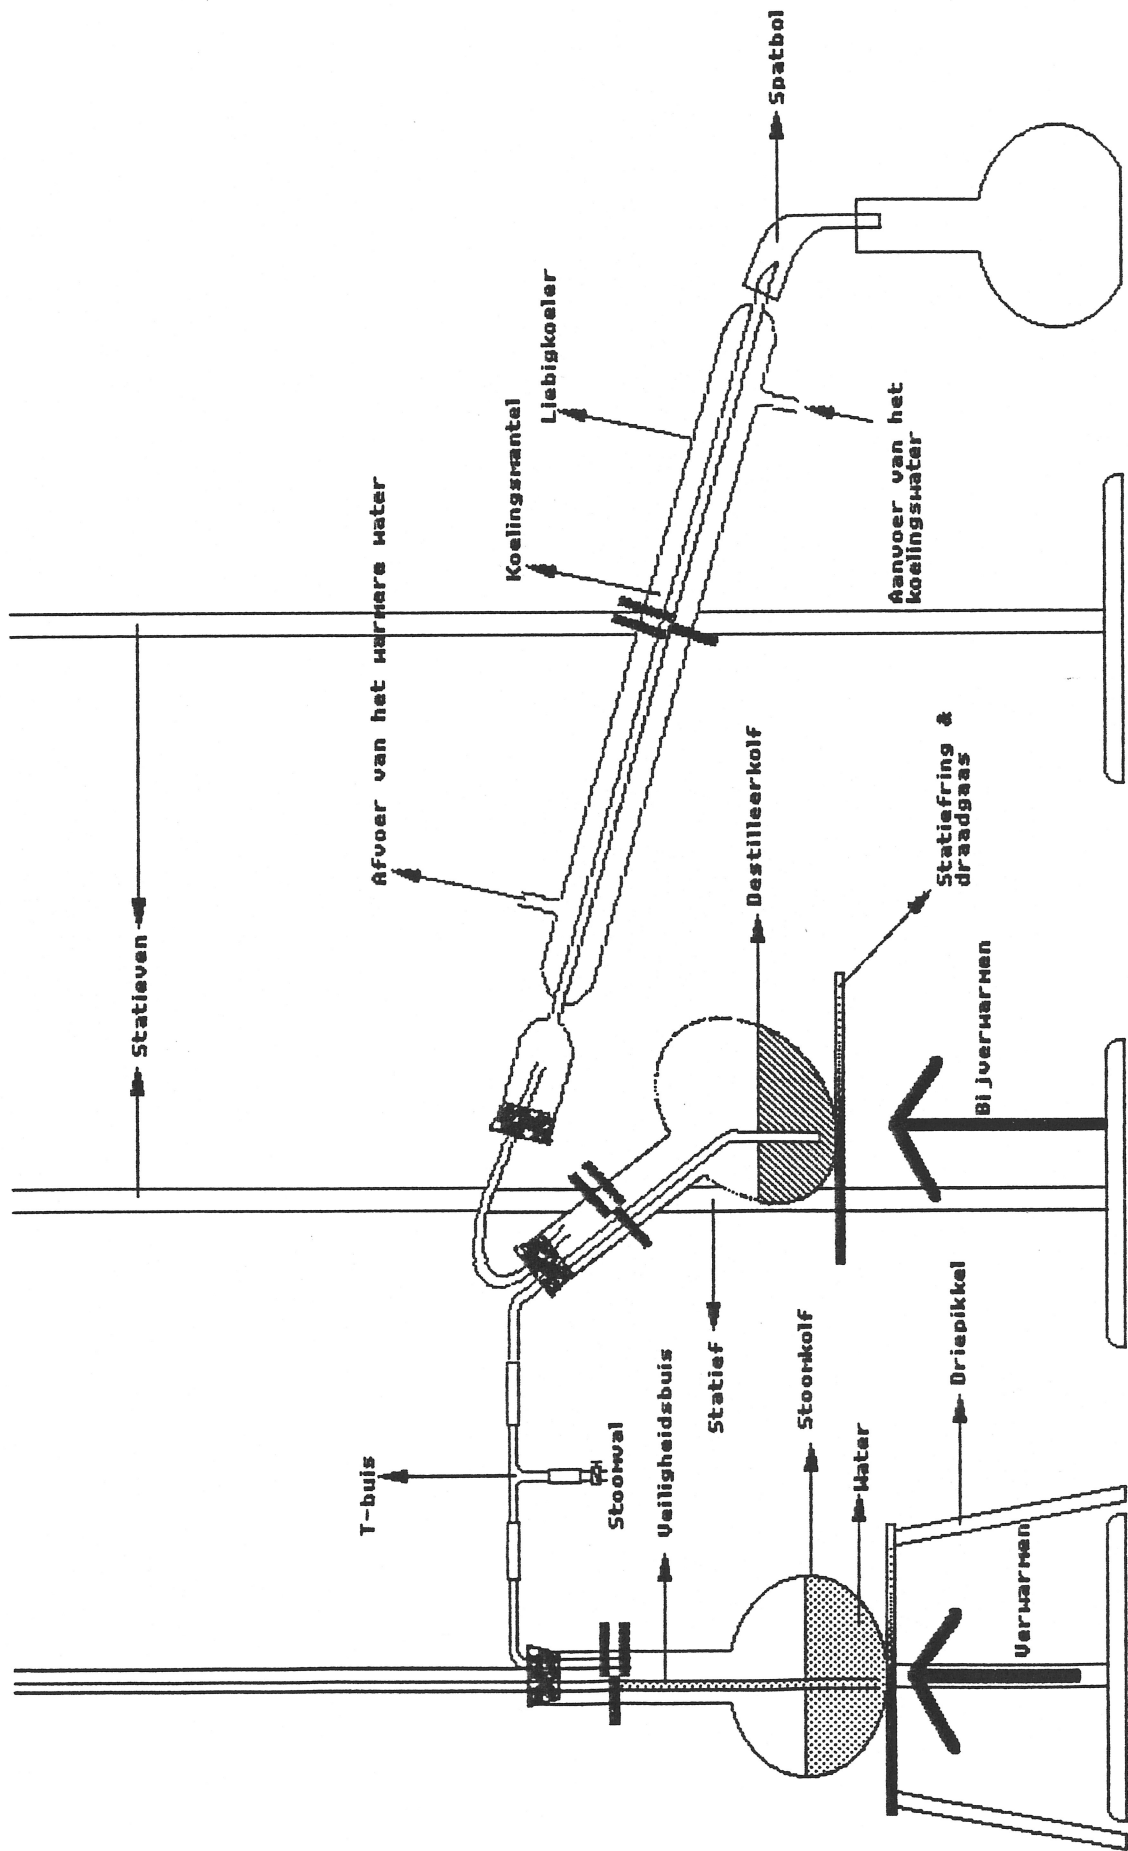 Statieven
Afvoer van het warmere water
T-buis
Koelingsmantel
Liebigkoeler
Stoomval
Veiligheidsbuis
Statief
Destilleerkolf
Spatbol
Stoomkolf
Water
Aanvoer van het
koelingswater
Statiefring &
draadgaas
Driepikkel
Bijverwarmen
Verwarmen